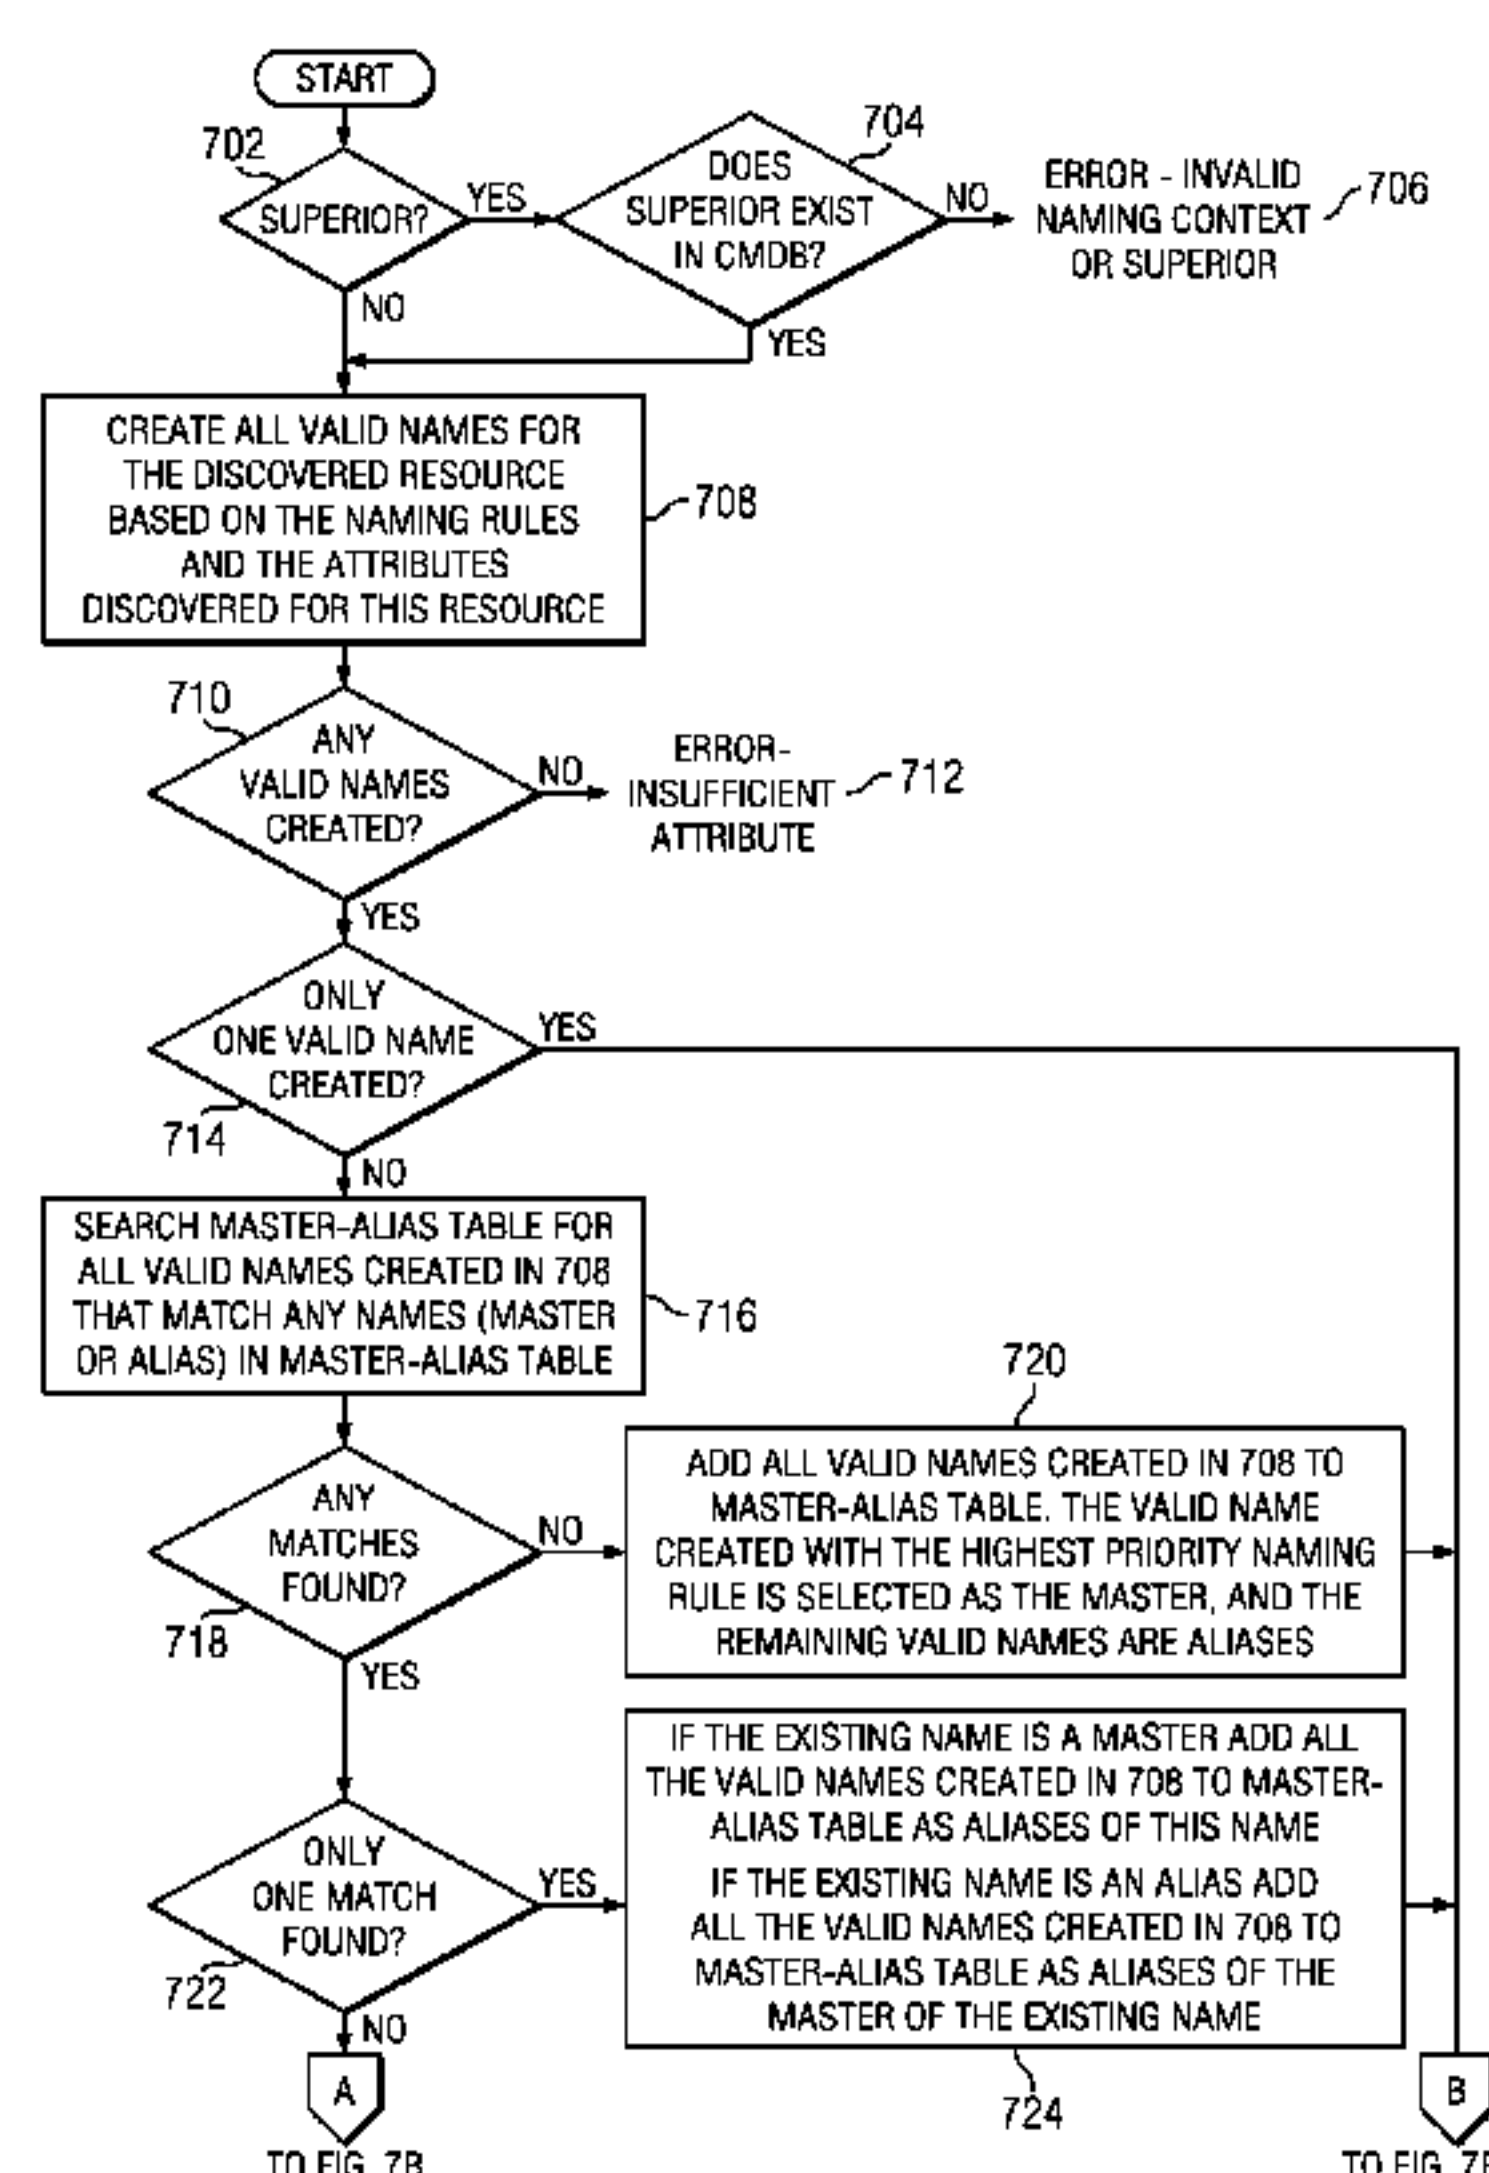 START
702
SUPERIOR?
YES
NO
704
DOES
SUPERIOR EXIST
IN CMDB?
NO
YES
ERROR - INVALID
NAMING CONTEXT
OR SUPERIOR
706
CREATE ALL VALID NAMES FOR
THE DISCOVERED RESOURCE
BASED ON THE NAMING RULES
AND THE ATTRIBUTES
DISCOVERED FOR THIS RESOURCE
708
710
ANY
VALID NAMES
CREATED?
NO
YES
ERROR-
INSUFFICIENT
ATTRIBUTE
712
ONLY
ONE VALID NAME
CREATED?
YES
714
NO
SEARCH MASTER-ALIAS TABLE FOR
ALL VALID NAMES CREATED IN 708
THAT MATCH ANY NAMES (MASTER
OR ALIAS) IN MASTER-ALIAS TABLE
716
ANY
MATCHES
FOUND?
NO
718
YES
720
ADD ALL VALID NAMES CREATED IN 708 TO
MASTER-ALIAS TABLE. THE VALID NAME
CREATED WITH THE HIGHEST PRIORITY NAMING
RULE IS SELECTED AS THE MASTER, AND THE
REMAINING VALID NAMES ARE ALIASES
ONLY
ONE MATCH
FOUND?
YES
722
NO
IF THE EXISTING NAME IS A MASTER ADD ALL
THE VALID NAMES CREATED IN 708 TO MASTER-
ALIAS TABLE AS ALIASES OF THIS NAME
IF THE EXISTING NAME IS AN ALIAS ADD
ALL THE VALID NAMES CREATED IN 708 TO
MASTER-ALIAS TABLE AS ALIASES OF THE
MASTER OF THE EXISTING NAME
724
A
TO FIG. 7B
B
TO FIG.